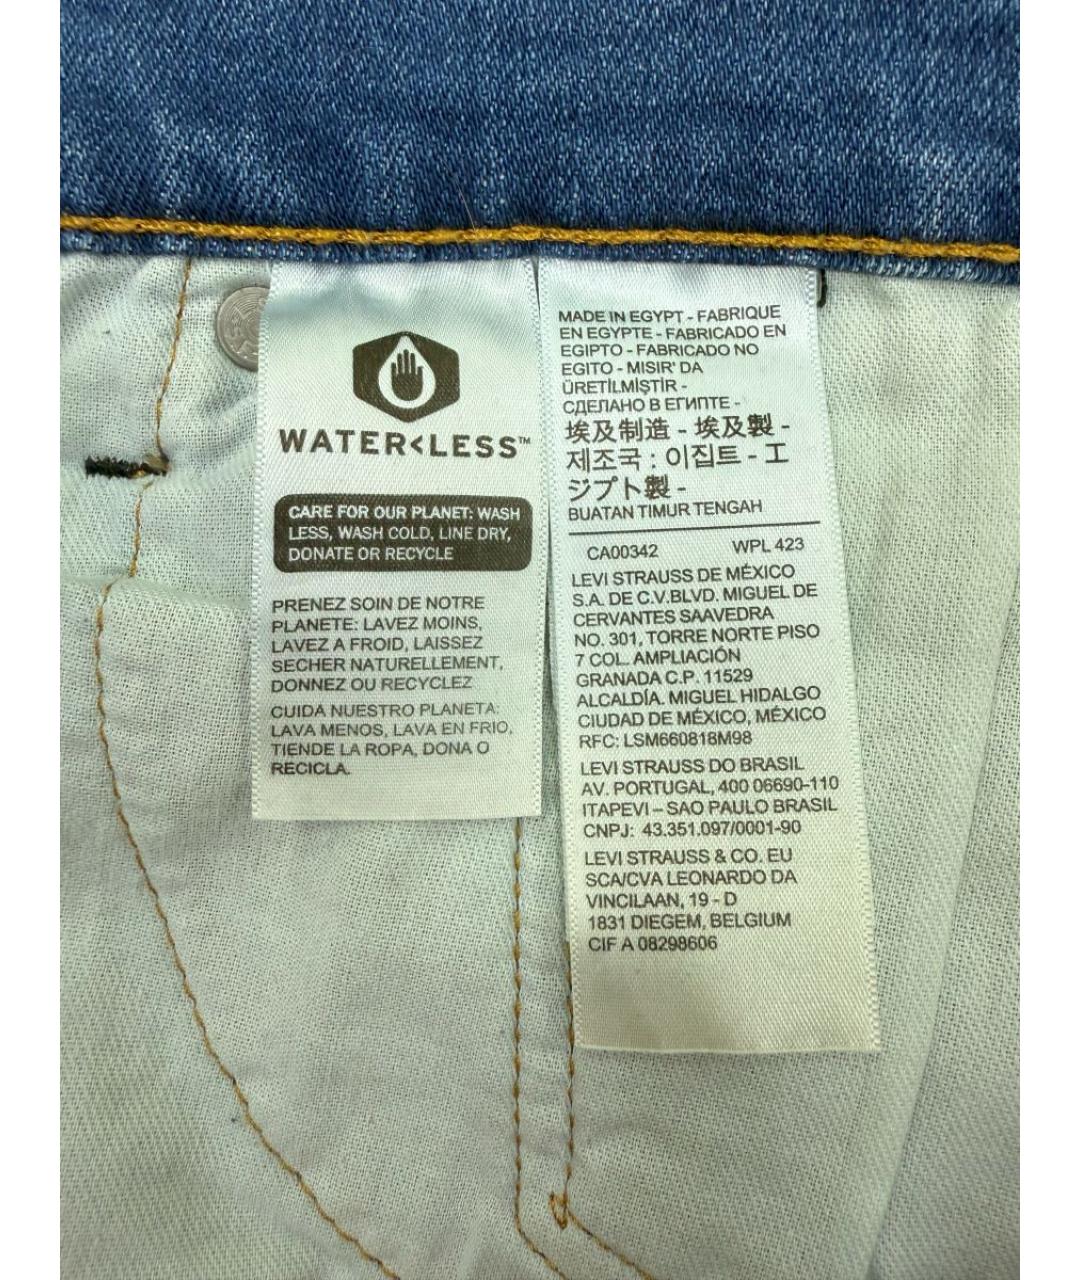 WATER<LESS™
CARE FOR OUR PLANET: WASH
LESS, WASH COLD, LINE DRY,
DONATE OR RECYCLE
PRENEZ SOIN DE NOTRE
PLANETE: LAVEZ MOINS,
LAVEZ A FROID, LAISSEZ
SECHER NATURELLEMENT,
DONNEZ OU RECYCLEZ
CUIDA NUESTRO PLANETA:
LAVA MENOS, LAVA EN FRIO,
TIENDE LA ROPA, DONA O
RECICLA.
MADE IN EGYPT - FABRIQUE
EN EGYPTE - FABRICADO EN
EGIPTO - FABRICADO NO
EGITO - MISIR' DA
ÜRETİLMİŞTİR -
СДЕЛАНО В ЕГИПТЕ -
埃及制造 - 埃及製 -
제조국 : 이집트 - エ
ジプト製 -
BUATAN TIMUR TENGAH
CA00342 WPL 423
LEVI STRAUSS DE MÉXICO
S.A. DE C.V.BLVD. MIGUEL DE
CERVANTES SAAVEDRA
NO. 301, TORRE NORTE PISO
7 COL. AMPLIACIÓN
GRANADA C.P. 11529
ALCALDÍA. MIGUEL HIDALGO
CIUDAD DE MÉXICO, MÉXICO
RFC: LSM660818M98
LEVI STRAUSS DO BRASIL
AV. PORTUGAL, 400 06690-110
ITAPEVI – SAO PAULO BRASIL
CNPJ: 43.351.097/0001-90
LEVI STRAUSS & CO. EU
SCA/CVA LEONARDO DA
VINCILAAN, 19 - D
1831 DIEGEM, BELGIUM
CIF A 08298606